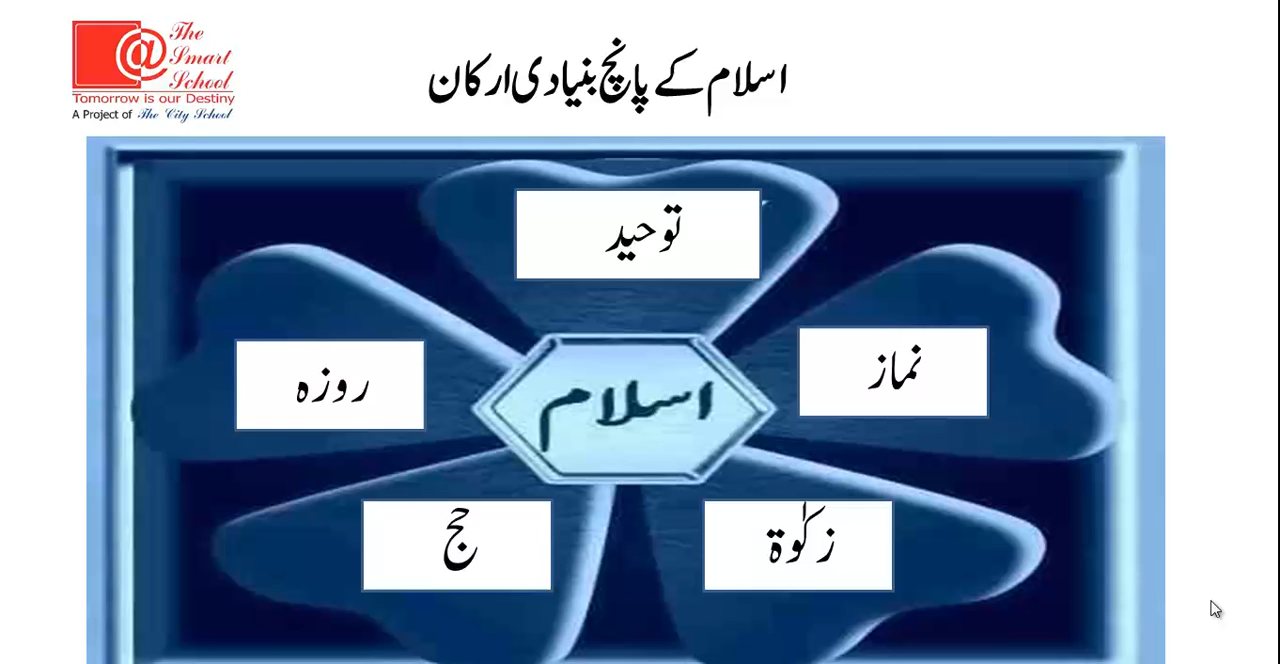 The
Smart
School
Tomorrow is our Destiny
A Project of The City School
اسلام کے پانچ بنیادی ارکان
توحید
نماز
روزہ
اسلام
زکوٰۃ
حج